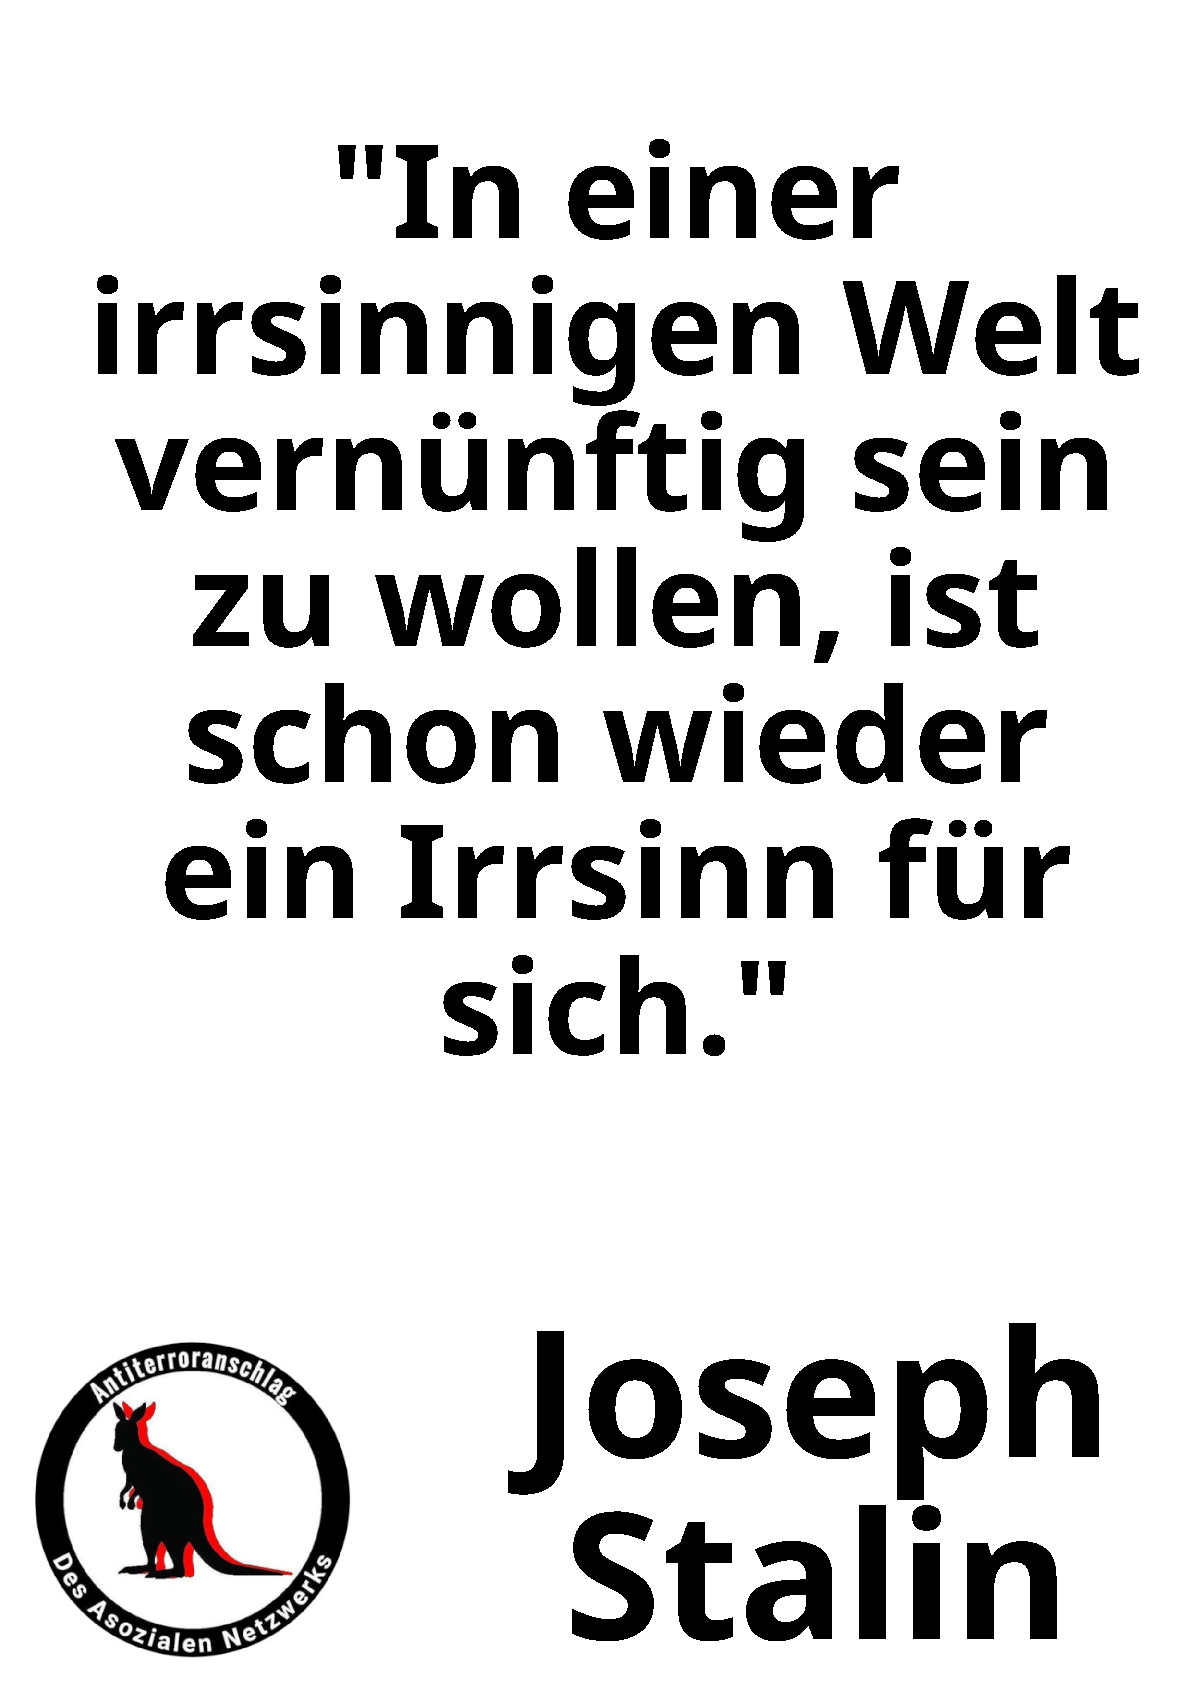 "In einer
irrsinnigen Welt
vernünftig sein
zu wollen, ist
schon wieder
ein Irrsinn für
sich."
Antiterroranschlag
Des Asozialen Netzwerks
Joseph
Stalin